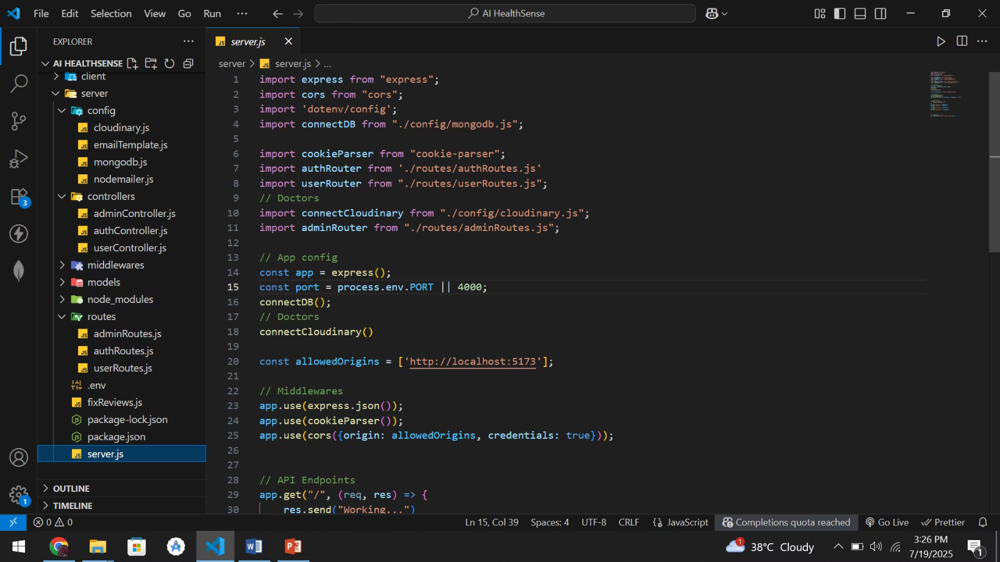 File Edit Selection View Go Run ··· AI HealthSense
EXPLORER ···
AI HEALTHSENSE
client
server
config
cloudinary.js
emailTemplate.js
mongodb.js
nodemailer.js
controllers
adminController.js
authController.js
userController.js
middlewares
models
node_modules
routes
adminRoutes.js
authRoutes.js
userRoutes.js
.env
fixReviews.js
package-lock.json
package.json
server.js
OUTLINE
TIMELINE
3
1
server.js
server > server.js > ...
1 import express from "express";
2 import cors from "cors";
3 import 'dotenv/config';
4 import connectDB from "./config/mongodb.js";
5
6 import cookieParser from "cookie-parser";
7 import authRouter from './routes/authRoutes.js'
8 import userRouter from "./routes/userRoutes.js";
9 // Doctors
10 import connectCloudinary from "./config/cloudinary.js";
11 import adminRouter from "./routes/adminRoutes.js";
12
13 // App config
14 const app = express();
15 const port = process.env.PORT || 4000;
16 connectDB();
17 // Doctors
18 connectCloudinary()
19
20 const allowedOrigins = ['http://localhost:5173'];
21
22 // Middlewares
23 app.use(express.json());
24 app.use(cookieParser());
25 app.use(cors({origin: allowedOrigins, credentials: true}));
26
27
28 // API Endpoints
29 app.get("/", (req, res) => {
30 res.send("Working...")
0 0 Ln 15, Col 39 Spaces: 4 UTF-8 CRLF {} JavaScript Completions quota reached Go Live Prettier
1 38°C Cloudy 3:26 PM
7/19/2025 1